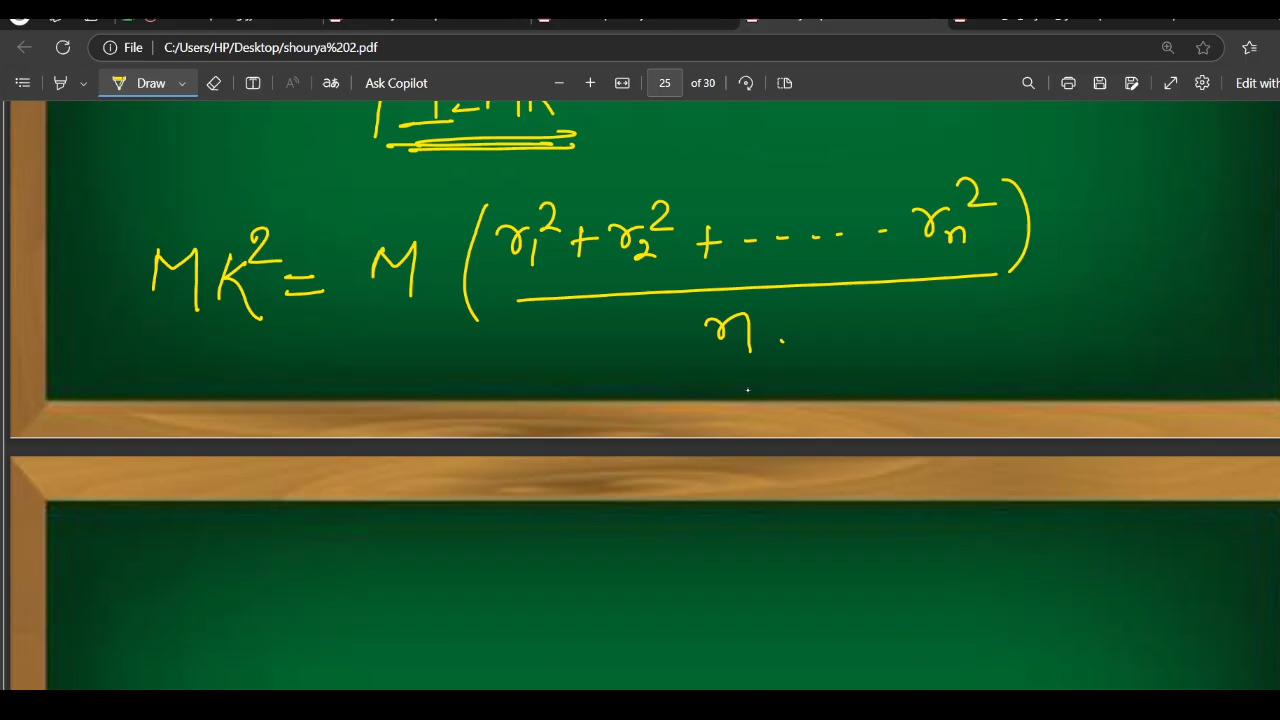 File C:/Users/HP/Desktop/shourya%202.pdf
Draw Ask Copilot 25 of 30 Edit with
MK² = M (r₁² + r₂² + ----- rₙ²)
n.